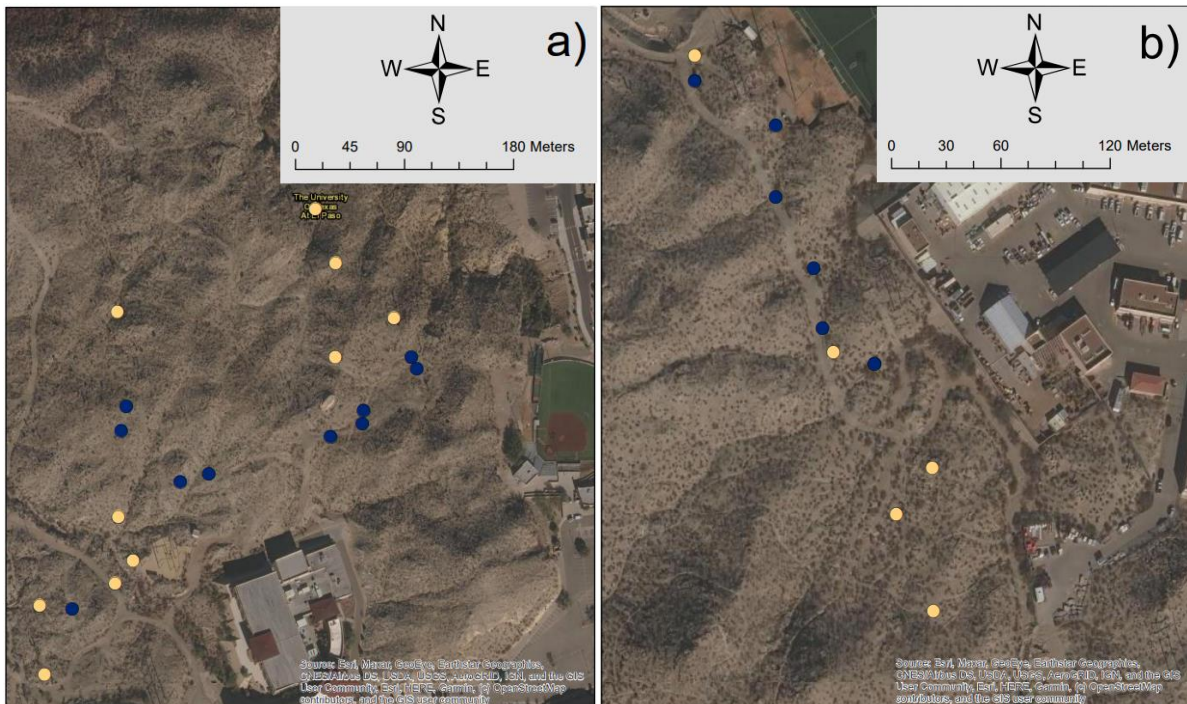 a)
N
W E
S
0 45 90 180 Meters
The University
Of Texas
At El Paso
Source: Esri, Maxar, GeoEye, Earthstar Geographics,
CNES/Airbus DS, USDA, USGS, AeroGRID, IGN, and the GIS
User Community, Esri, HERE, Garmin, (c) OpenStreetMap
contributors, and the GIS user community
b)
N
W E
S
0 30 60 120 Meters
Source: Esri, Maxar, GeoEye, Earthstar Geographics,
CNES/Airbus DS, USDA, USGS, AeroGRID, IGN, and the GIS
User Community, Esri, HERE, Garmin, (c) OpenStreetMap
contributors, and the GIS user community